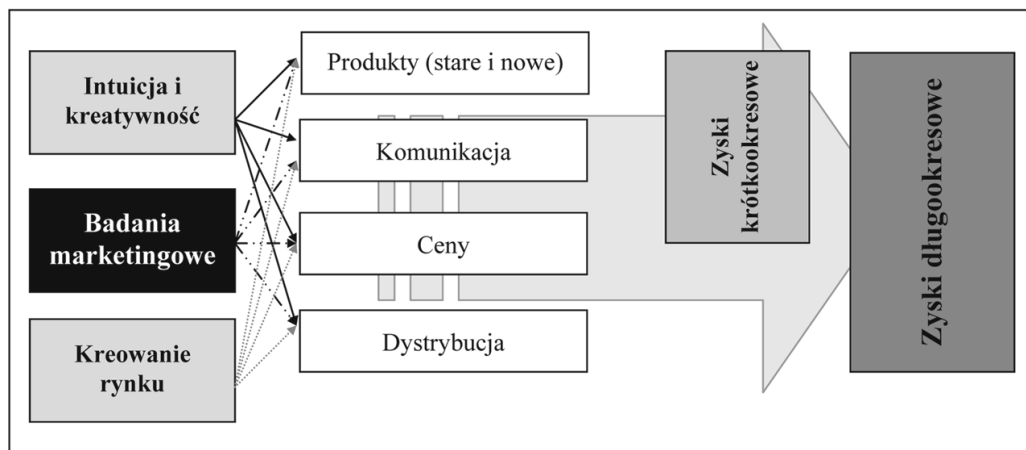 Intuicja i
kreatywność
Badania
marketingowe
Kreowanie
rynku
Produkty (stare i nowe)
Komunikacja
Ceny
Dystrybucja
Zyski
krótkookresowe
Zyski długookresowe